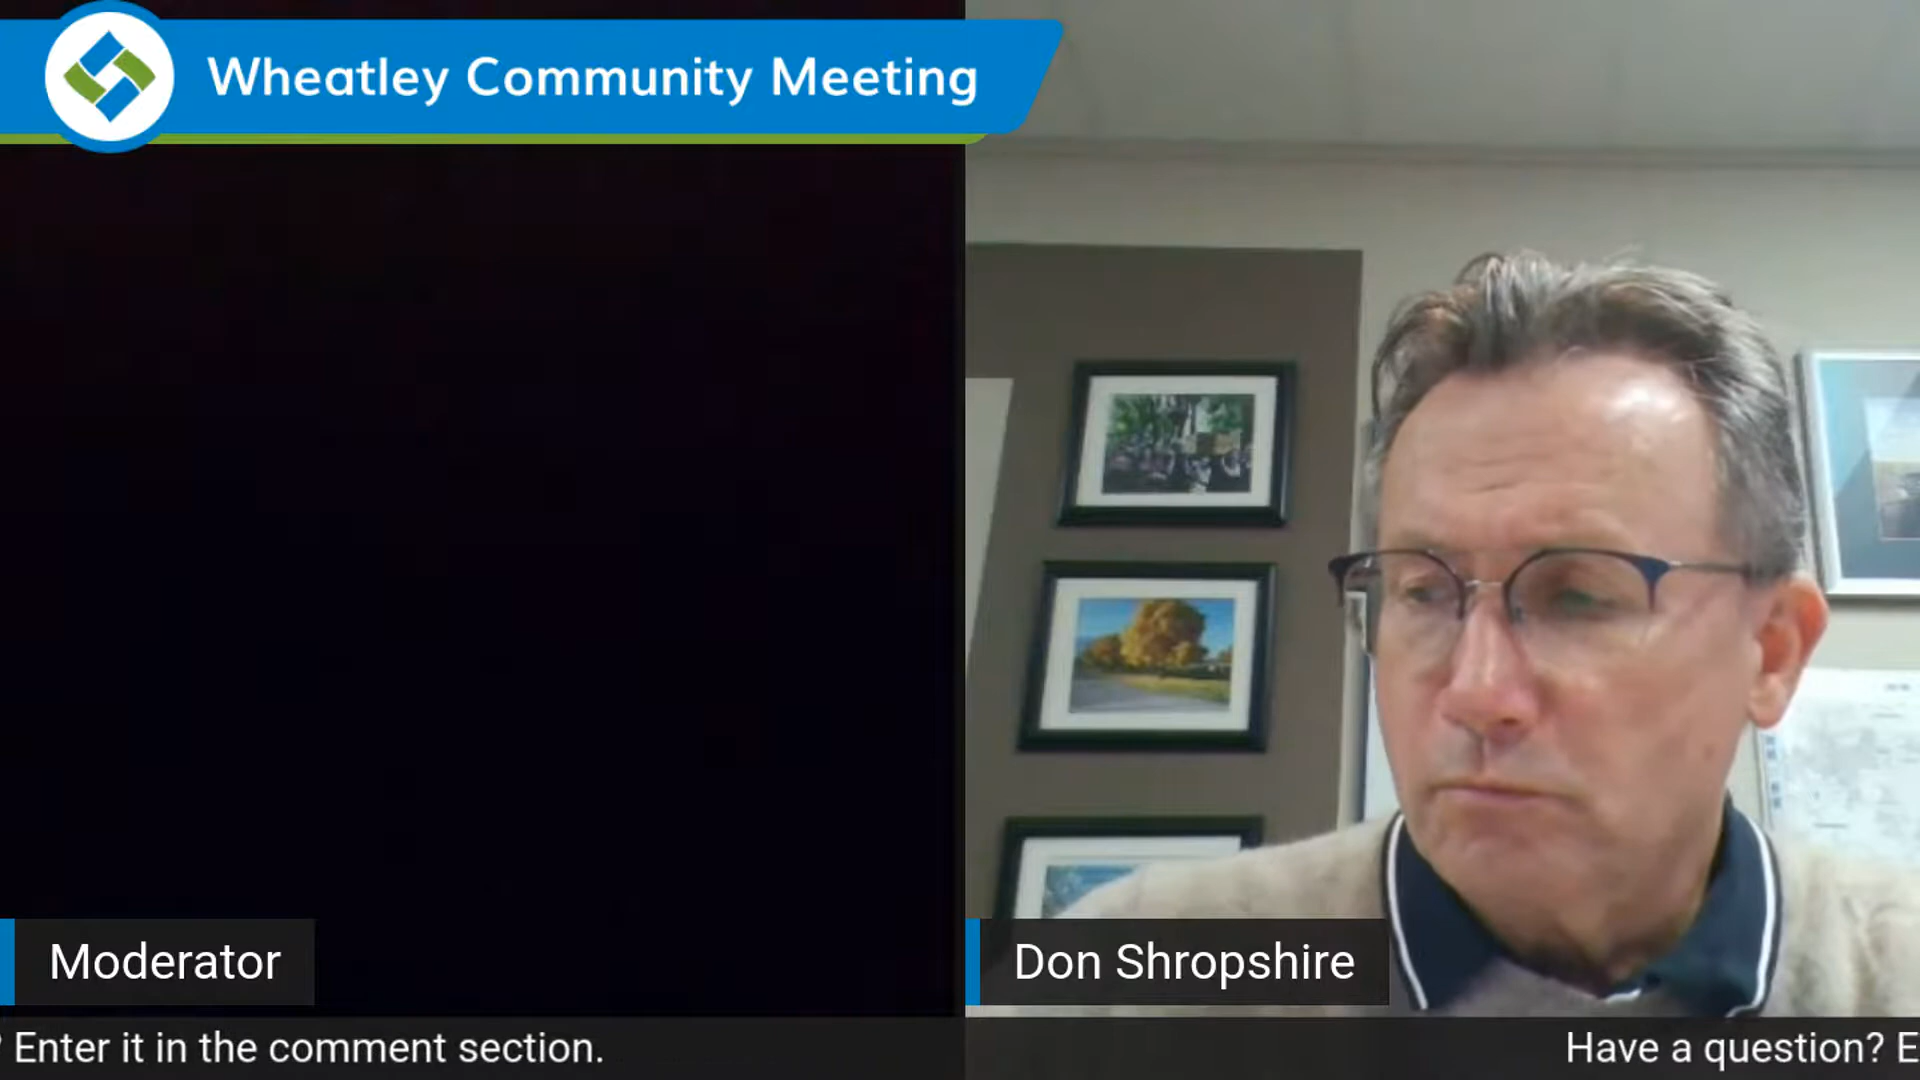 Wheatley Community Meeting
Moderator
Don Shropshire
Enter it in the comment section.
Have a question? E